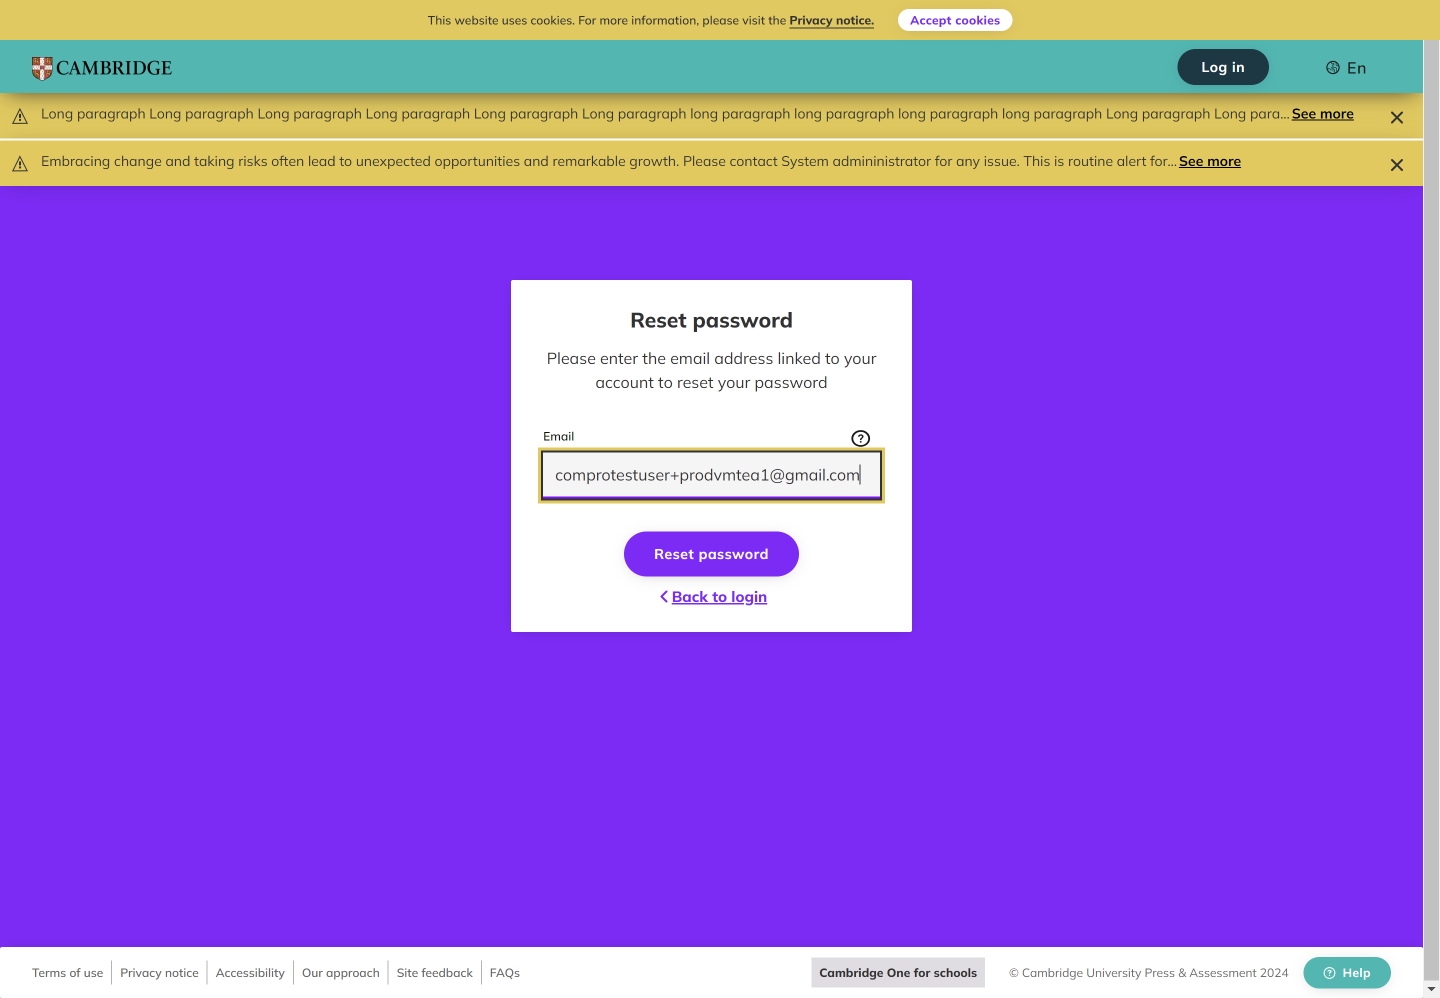 This website uses cookies. For more information, please visit the Privacy notice. Accept cookies
CAMBRIDGE
Log in
En
Long paragraph Long paragraph Long paragraph Long paragraph Long paragraph Long paragraph long paragraph long paragraph long paragraph long paragraph Long paragraph Long para... See more
Embracing change and taking risks often lead to unexpected opportunities and remarkable growth. Please contact System admininistrator for any issue. This is routine alert for... See more
Reset password
Please enter the email address linked to your
account to reset your password
Email
comprotestuser+prodvmtea1@gmail.com
Reset password
Back to login
Terms of use Privacy notice Accessibility Our approach Site feedback FAQs
Cambridge One for schools
© Cambridge University Press & Assessment 2024
Help